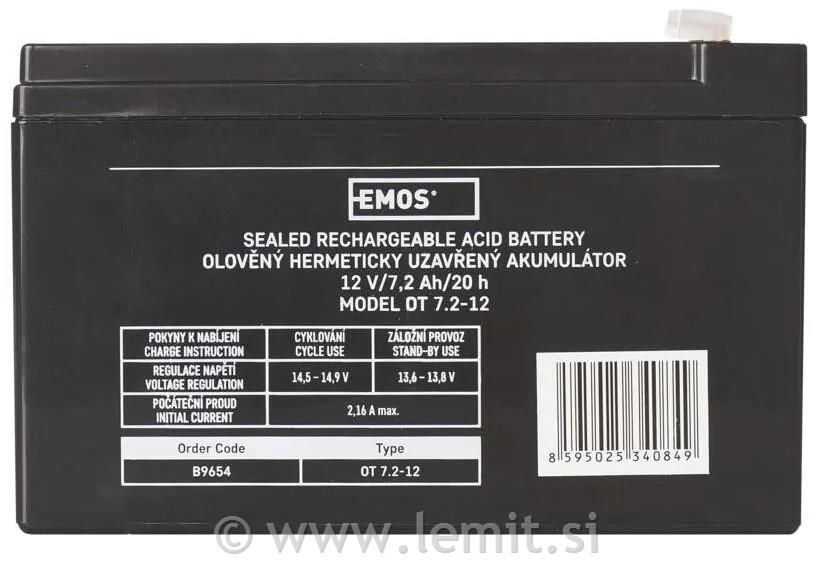 EMOS®
SEALED RECHARGEABLE ACID BATTERY
OLOVĚNÝ HERMETICKY UZAVŘENÝ AKUMULÁTOR
12 V/7,2 Ah/20 h
MODEL OT 7.2-12
POKYNY K NABÍJENÍ CHARGE INSTRUCTION
CYKLOVÁNÍ CYCLE USE
ZÁLOŽNÍ PROVOZ STAND-BY USE
REGULACE NAPĚTÍ VOLTAGE REGULATION
14,5 – 14,9 V
13,6 – 13,8 V
POČÁTEČNÍ PROUD INITIAL CURRENT
2,16 A max.
Order Code Type
B9654 OT 7.2-12
8 595025 340849
© www.lemit.si